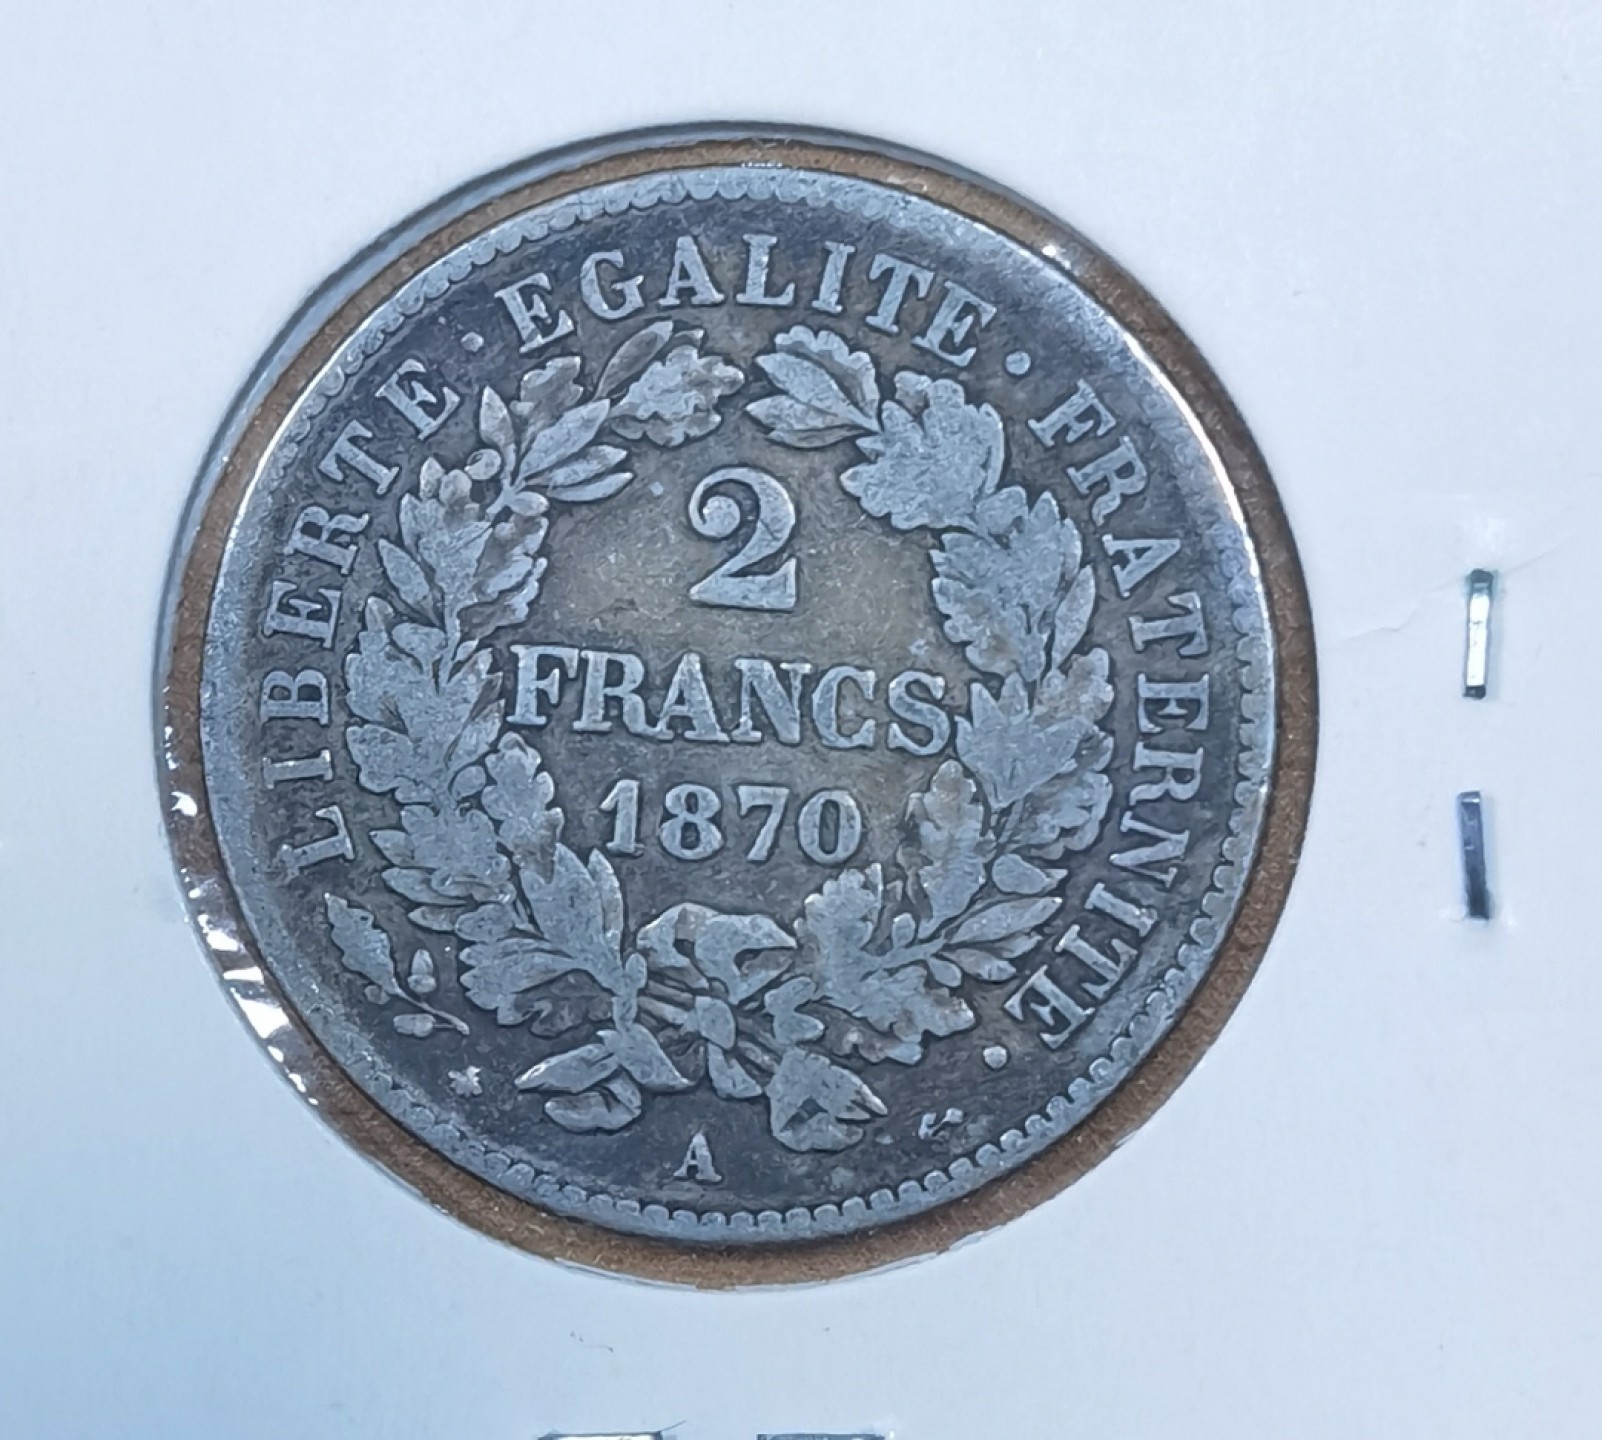 LIBERTE · EGALITE · FRATERNITE ·
2
FRANCS
1870
A